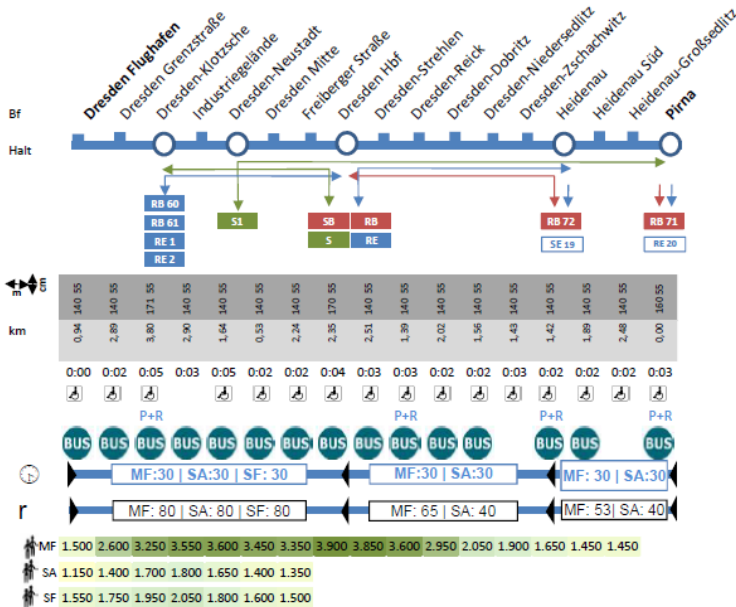 Dresden Flughafen
Dresden Grenzstraße
Dresden-Klotzsche
Industriegelände
Dresden-Neustadt
Dresden Mitte
Freiberger Straße
Dresden Hbf
Dresden-Strehlen
Dresden-Reick
Dresden-Dobritz
Dresden-Niedersedlitz
Dresden-Zschachwitz
Heidenau
Heidenau Süd
Heidenau-Großsedlitz
Pirna
Bf
Halt
RB 60
RB 61
RE 1
RE 2
S1
SB RB
S RE
RB 72
SE 19
RB 71
RE 20
m cm
140 55 140 55 171 55 140 55 140 55 140 55 140 55 170 55 140 55 140 55 140 55 140 55 140 55 140 55 140 55 140 55 160 55
km 0,94 2,89 3,80 2,90 1,64 0,53 2,24 2,35 2,51 1,39 2,02 1,56 1,43 1,42 1,89 2,48 0,00
0:00 0:02 0:05 0:03 0:05 0:02 0:02 0:04 0:03 0:03 0:02 0:02 0:03 0:02 0:02 0:02 0:03
P+R P+R P+R P+R
BUS BUS BUS BUS BUS BUS BUS BUS BUS BUS BUS BUS BUS BUS BUS
MF:30 | SA:30 | SF: 30 MF:30 | SA:30 MF: 30 | SA:30
r MF: 80 | SA: 80 | SF: 80 MF: 65 | SA: 40 MF: 53| SA: 40
MF 1.500 2.600 3.250 3.550 3.600 3.450 3.350 3.900 3.850 3.600 2.950 2.050 1.900 1.650 1.450 1.450
SA 1.150 1.400 1.700 1.800 1.650 1.400 1.350
SF 1.550 1.750 1.950 2.050 1.800 1.600 1.500